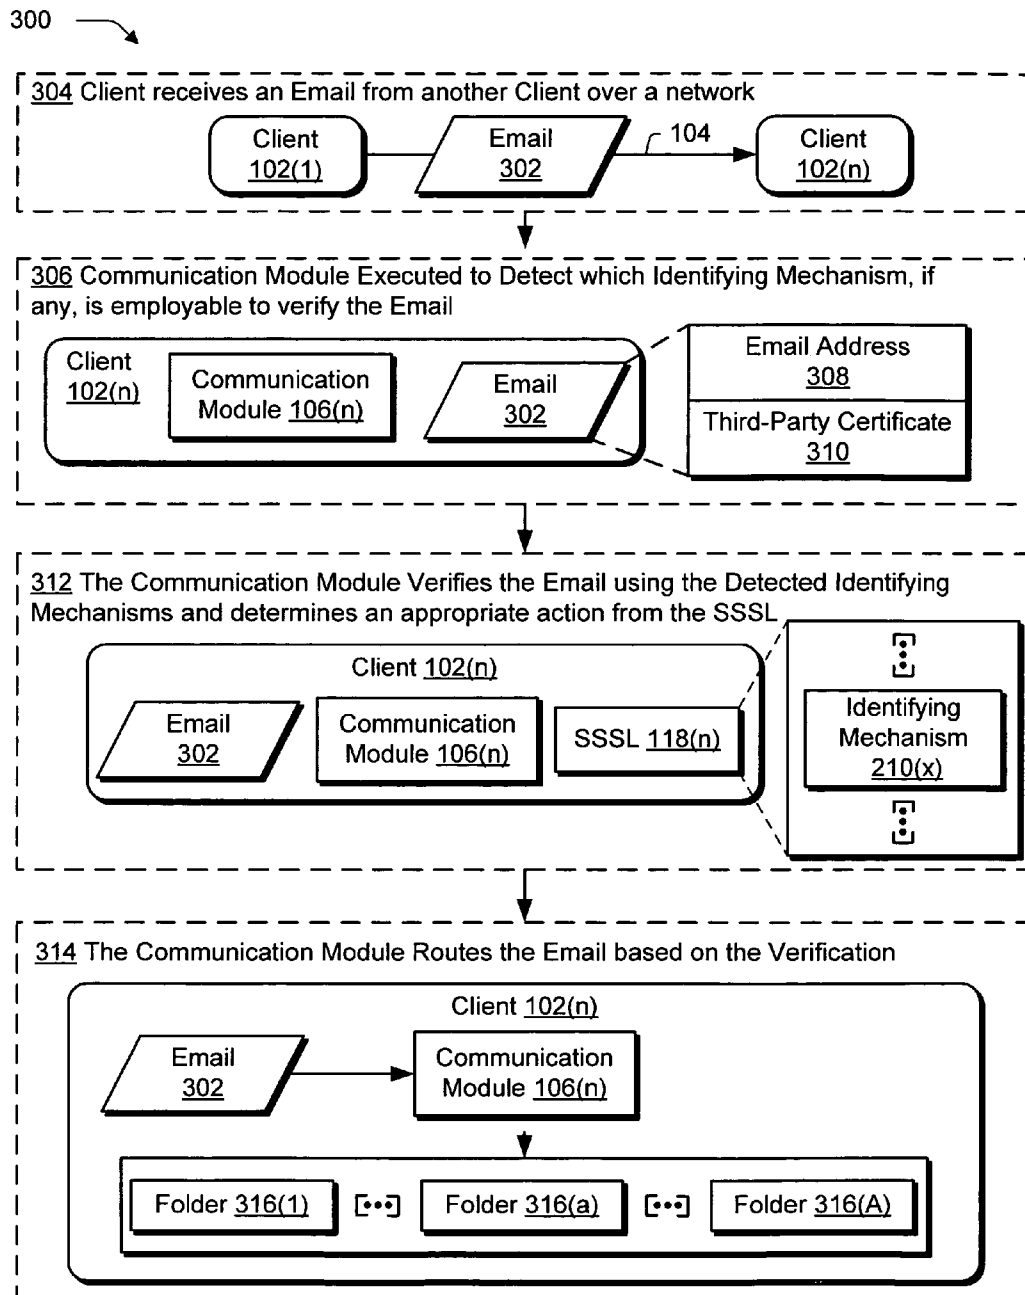 300
304 Client receives an Email from another Client over a network
Client
102(1)
Email
302
104
Client
102(n)
306 Communication Module Executed to Detect which Identifying Mechanism, if
any, is employable to verify the Email
Client
102(n)
Communication
Module 106(n)
Email
302
Email Address
308
Third-Party Certificate
310
312 The Communication Module Verifies the Email using the Detected Identifying
Mechanisms and determines an appropriate action from the SSSL
Client 102(n)
Email
302
Communication
Module 106(n)
SSSL 118(n)
Identifying
Mechanism
210(x)
314 The Communication Module Routes the Email based on the Verification
Client 102(n)
Email
302
Communication
Module 106(n)
Folder 316(1)
Folder 316(a)
Folder 316(A)